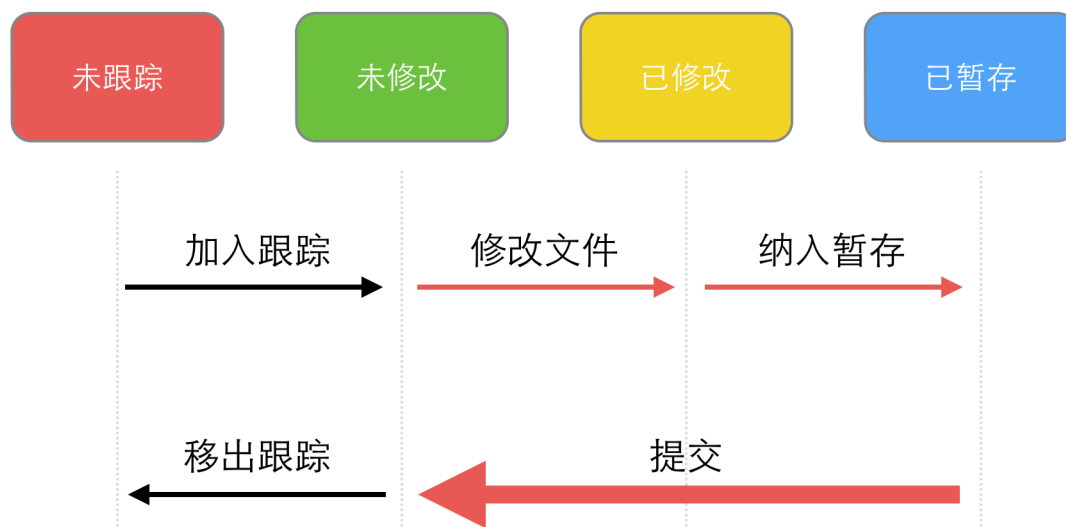 未跟踪
未修改
已修改
已暂存
加入跟踪
修改文件
纳入暂存
移出跟踪
提交